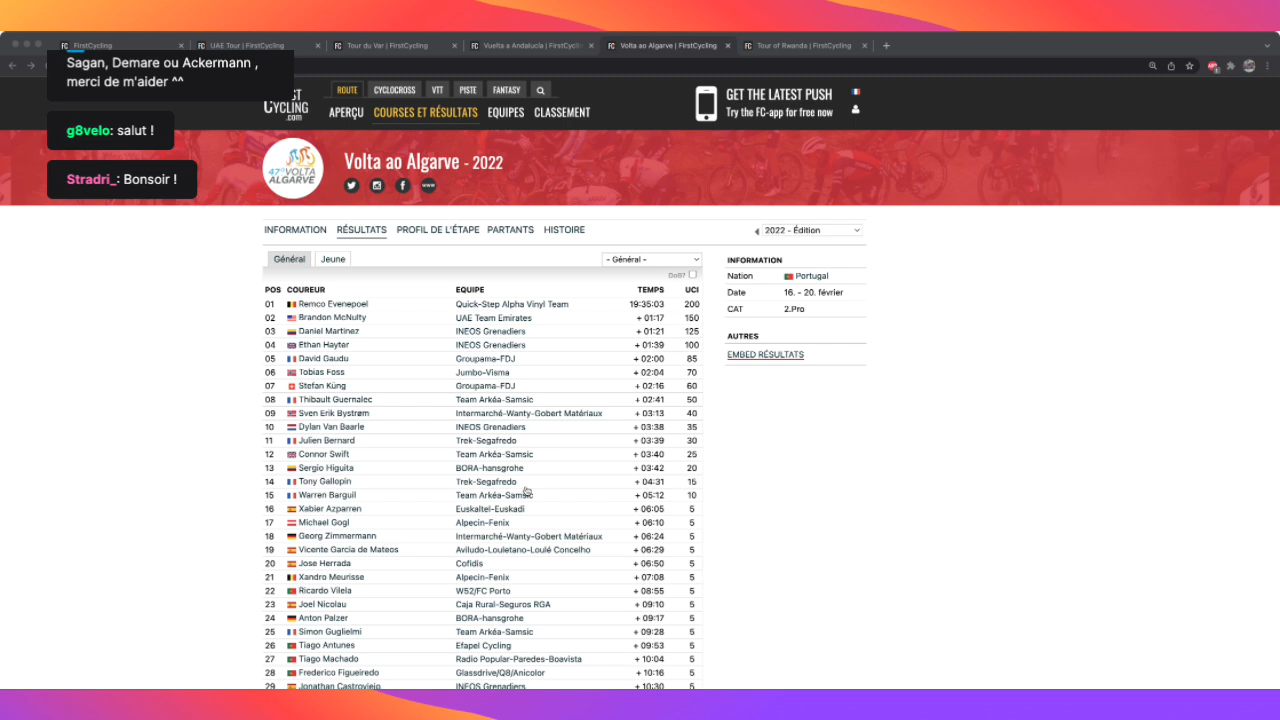 FirstCycling
UAE Tour | FirstCycling
Tour du Var | FirstCycling
Vuelta a Andalucía | FirstCyclin
Volta ao Algarve | FirstCycling
Tour of Rwanda | FirstCycling
Sagan, Demare ou Ackermann ,
merci de m'aider ^^
g8velo: salut !
Stradri_: Bonsoir !
CYCLING
.com
ROUTE CYCLOCROSS VTT PISTE FANTASY
APERÇU COURSES ET RÉSULTATS EQUIPES CLASSEMENT
GET THE LATEST PUSH
Try the FC-app for free now
47ª VOLTA
ALGARVE
Volta ao Algarve - 2022
www
INFORMATION RÉSULTATS PROFIL DE L'ÉTAPE PARTANTS HISTOIRE
2022 - Édition
Général Jeune
- Général -
POS COUREUR EQUIPE TEMPS UCI
01 Remco Evenepoel Quick-Step Alpha Vinyl Team 19:35:03 200
02 Brandon McNulty UAE Team Emirates + 01:17 150
03 Daniel Martinez INEOS Grenadiers + 01:21 125
04 Ethan Hayter INEOS Grenadiers + 01:39 100
05 David Gaudu Groupama-FDJ + 02:00 85
06 Tobias Foss Jumbo-Visma + 02:04 70
07 Stefan Küng Groupama-FDJ + 02:16 60
08 Thibault Guernalec Team Arkéa-Samsic + 02:41 50
09 Sven Erik Bystrøm Intermarché-Wanty-Gobert Matériaux + 03:13 40
10 Dylan Van Baarle INEOS Grenadiers + 03:38 35
11 Julien Bernard Trek-Segafredo + 03:39 30
12 Connor Swift Team Arkéa-Samsic + 03:40 25
13 Sergio Higuita BORA-hansgrohe + 03:42 20
14 Tony Gallopin Trek-Segafredo + 04:31 15
15 Warren Barguil Team Arkéa-Samsic + 05:12 10
16 Xabier Azparren Euskaltel-Euskadi + 06:05 5
17 Michael Gogl Alpecin-Fenix + 06:10 5
18 Georg Zimmermann Intermarché-Wanty-Gobert Matériaux + 06:24 5
19 Vicente Garcia de Mateos Aviludo-Louletano-Loulé Concelho + 06:29 5
20 Jose Herrada Cofidis + 06:50 5
21 Xandro Meurisse Alpecin-Fenix + 07:08 5
22 Ricardo Vilela W52/FC Porto + 08:55 5
23 Joel Nicolau Caja Rural-Seguros RGA + 09:10 5
24 Anton Palzer BORA-hansgrohe + 09:17 5
25 Simon Guglielmi Team Arkéa-Samsic + 09:28 5
26 Tiago Antunes Efapel Cycling + 09:53 5
27 Tiago Machado Radio Popular-Paredes-Boavista + 10:04 5
28 Frederico Figueiredo Glassdrive/Q8/Anicolor + 10:16 5
29 Jonathan Castroviejo INEOS Grenadiers + 10:30 5
INFORMATION
Nation Portugal
Date 16. - 20. février
CAT 2.Pro
AUTRES
EMBED RÉSULTATS